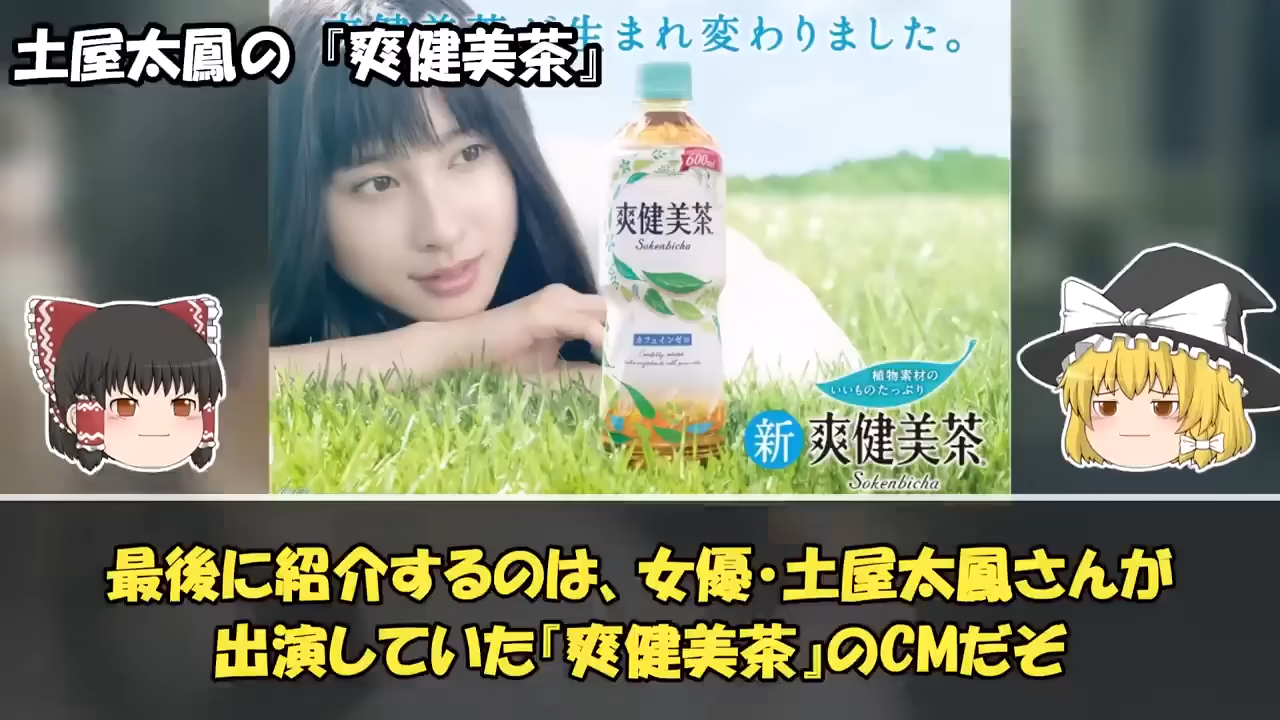 土屋太鳳の『爽健美茶』
生まれ変わりました。
600ml
爽健美茶
Sokenbicha
カフェインゼロ
植物素材の
いいものたっぷり
新 爽健美茶
Sokenbicha
最後に紹介するのは、女優・土屋太鳳さんが
出演していた『爽健美茶』のCMだぞ